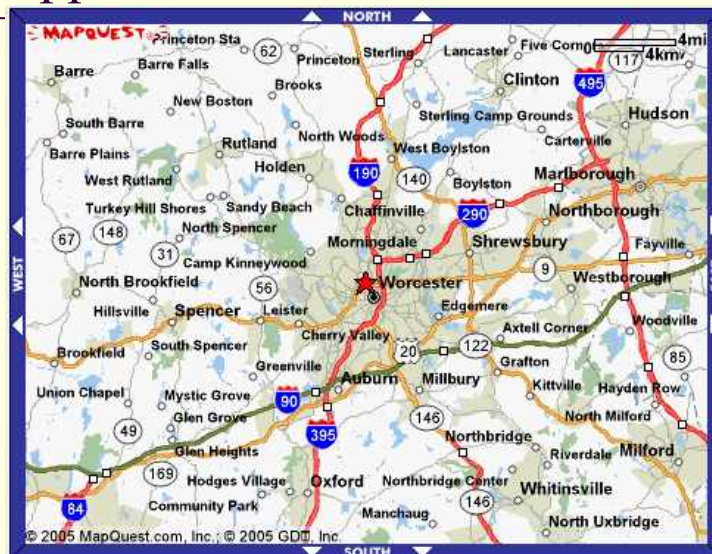 NORTH
MAPQUEST
Princeton Sta
62
Princeton
Sterling
Lancaster
Five Corno
4mi
4km
117
Barre
Barre Falls
Brooks
Clinton
495
New Boston
Sterling Camp Grounds
Hudson
South Barre
North Woods
Carterville
Barre Plains
Rutland
West Boylston
West Rutland
Holden
190
140
Boylston
Marlborough
Turkey Hill Shores
Sandy Beach
Chaffinville
290
Northborough
67
148
North Spencer
Morningdale
Shrewsbury
Fayville
31
Camp Kinneywood
WEST
56
Worcester
9
Westborough
North Brookfield
Hillsville
Spencer
Leister
Edgemere
Woodville
Cherry Valley
20
122
Axtell Corner
Brookfield
South Spencer
Greenville
Grafton
85
Union Chapel
Mystic Grove
90
Auburn
Millbury
Kittville
Hayden Row
49
Glen Grove
395
146
North Milford
Glen Heights
Northbridge
Riverdale
Milford
169
Hodges Village
Oxford
Northbridge Center
84
Community Park
146
Whitinsville
Manchaug
North Uxbridge
© 2005 MapQuest.com, Inc.; © 2005 GDT, Inc.
SOUTH